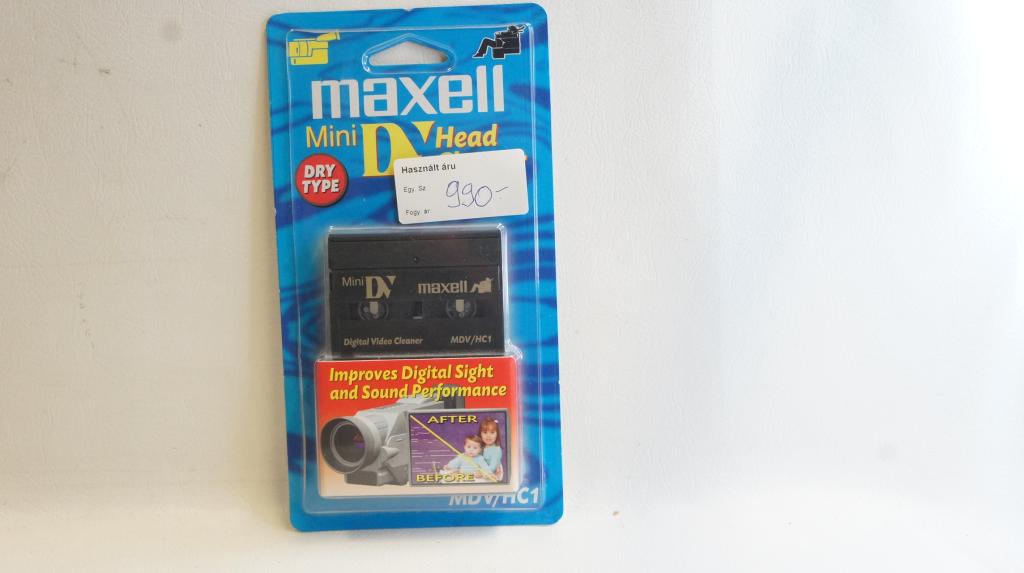 maxell
Mini DV Head
DRY
TYPE
Használt áru
Egy. Sz.
990.-
Fogy. ár:
Mini DV maxell
Digital Video Cleaner MDV/HC1
Improves Digital Sight
and Sound Performance
AFTER
BEFORE
MDV/HC1